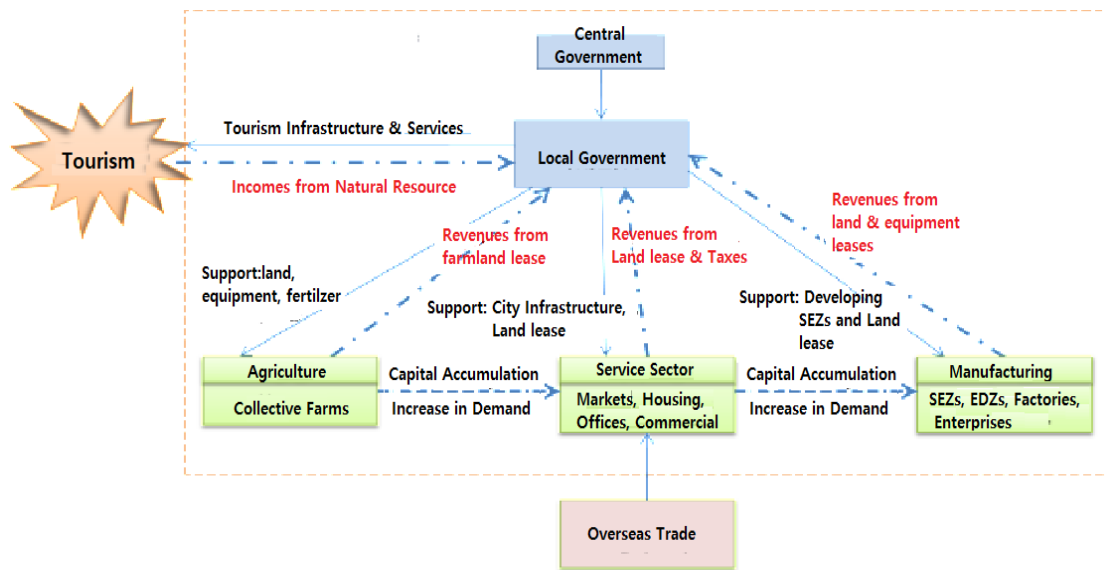 Central
Government
Tourism Infrastructure & Services
Local Government
Tourism
Incomes from Natural Resource
Revenues from
land & equipment
leases
Revenues from
farmland lease
Revenues from
Land lease & Taxes
Support:land,
equipment, fertilzer
Support: City Infrastructure,
Land lease
Support: Developing
SEZs and Land
lease
Agriculture
Collective Farms
Capital Accumulation
Increase in Demand
Service Sector
Markets, Housing,
Offices, Commercial
Capital Accumulation
Increase in Demand
Manufacturing
SEZs, EDZs, Factories,
Enterprises
Overseas Trade